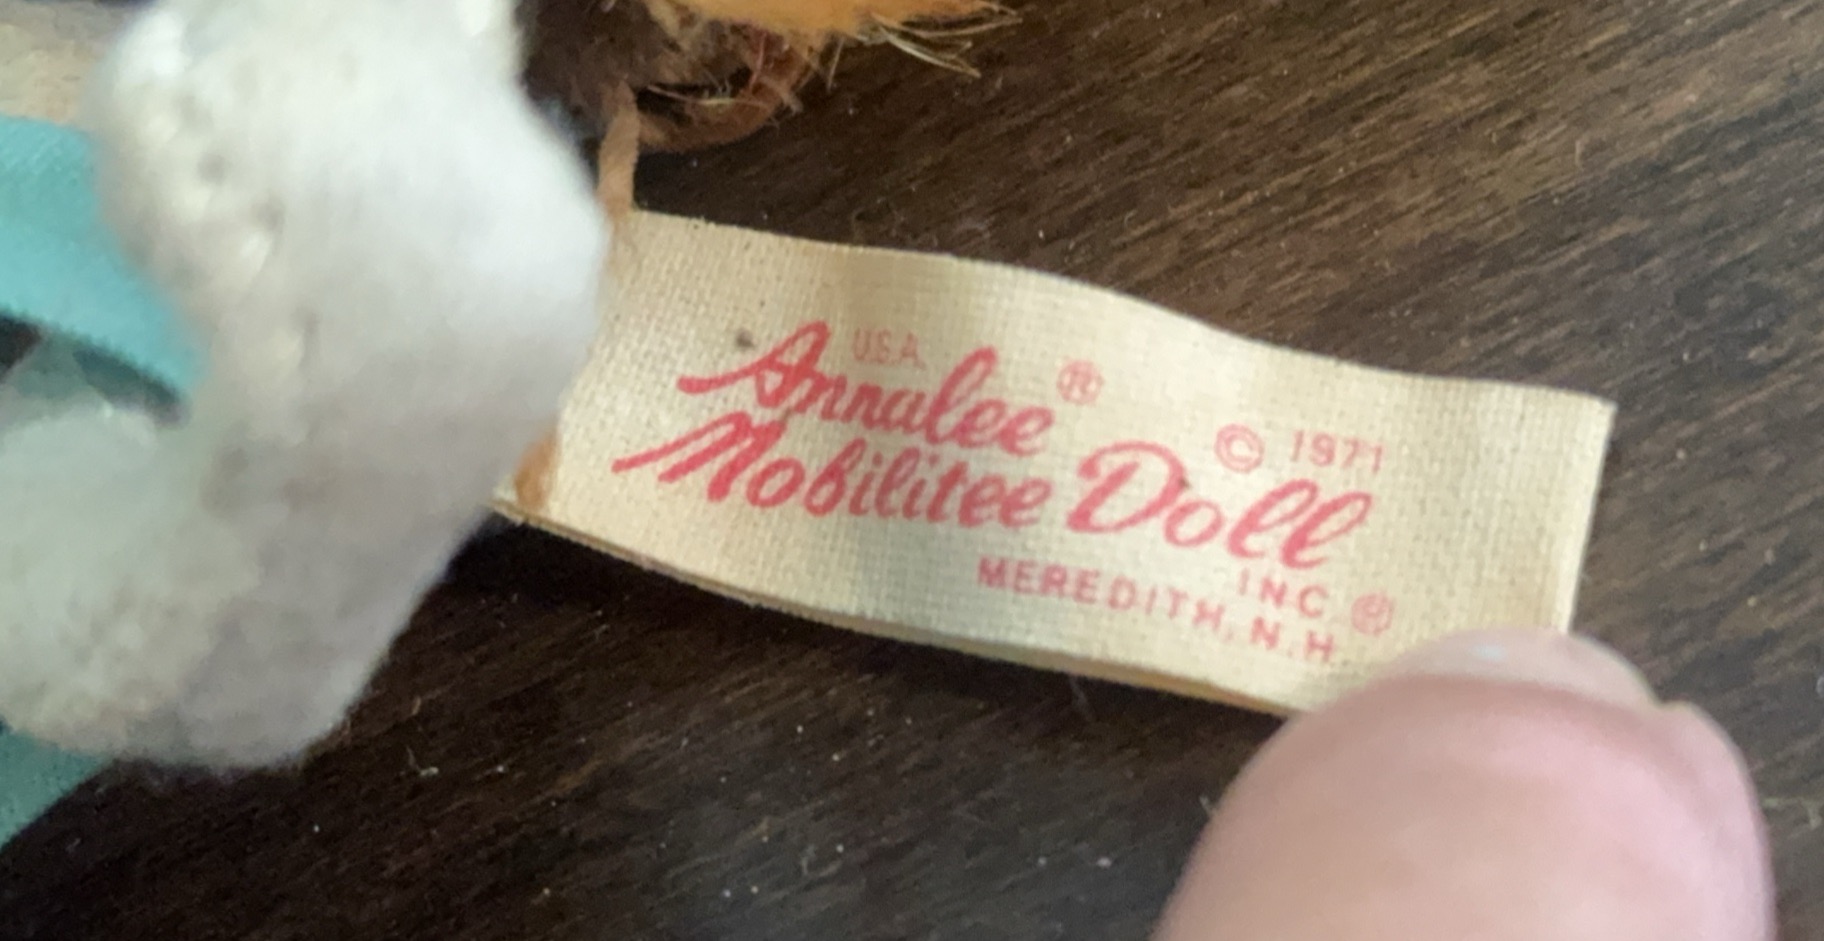 U.S.A.
Annalee ®
Mobilitee Doll © 1971
INC ®
MEREDITH, N.H.